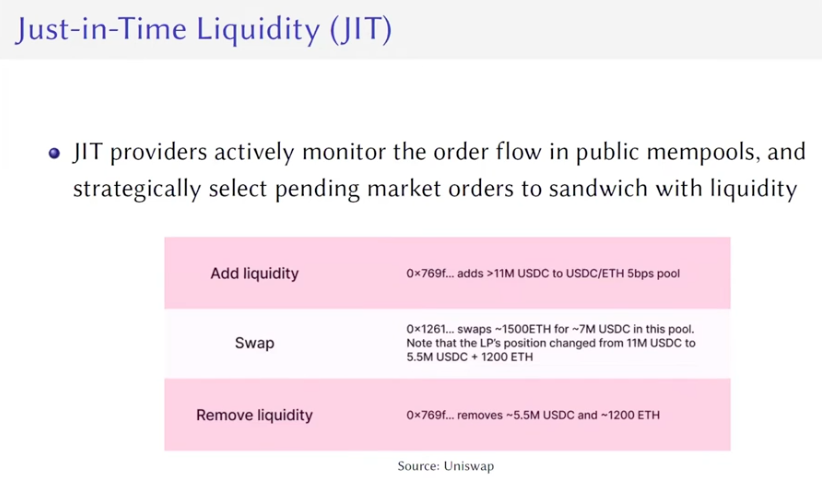 Just-in-Time Liquidity (JIT)
JIT providers actively monitor the order flow in public mempools, and
strategically select pending market orders to sandwich with liquidity
Add liquidity
0×769f... adds >11M USDC to USDC/ETH 5bps pool
Swap
0×1261... swaps ~1500ETH for ~7M USDC in this pool.
Note that the LP's position changed from 11M USDC to
5.5M USDC + 1200 ETH
Remove liquidity
0×769f... removes ~5.5M USDC and ~1200 ETH
Source: Uniswap